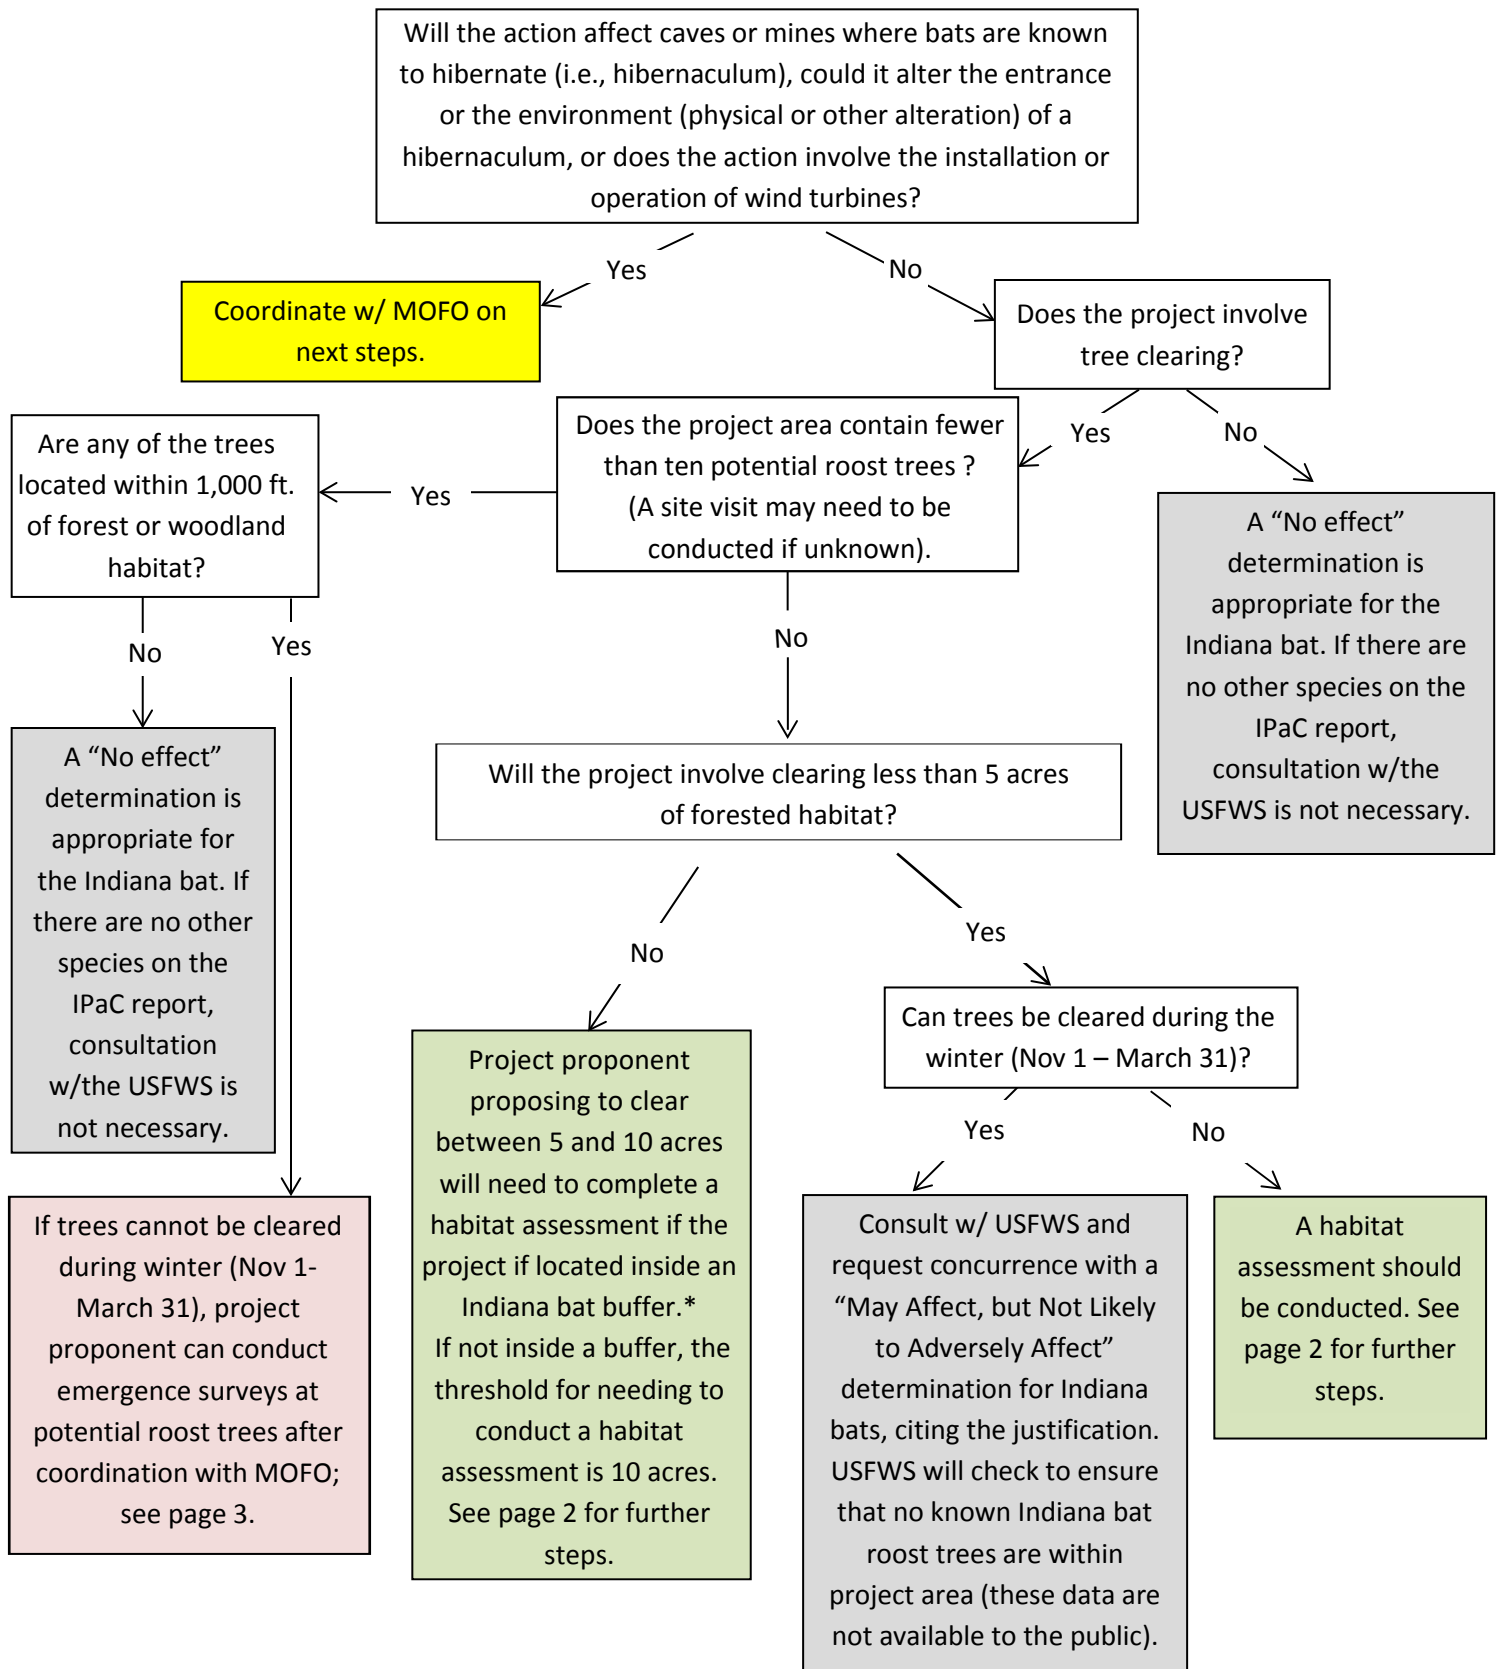 Will the action affect caves or mines where bats are known
to hibernate (i.e., hibernaculum), could it alter the entrance
or the environment (physical or other alteration) of a
hibernaculum, or does the action involve the installation or
operation of wind turbines?
Yes
No
Coordinate w/ MOFO on
next steps.
Does the project involve
tree clearing?
Yes
No
Does the project area contain fewer
than ten potential roost trees ?
(A site visit may need to be
conducted if unknown).
Yes
Are any of the trees
located within 1,000 ft.
of forest or woodland
habitat?
A “No effect”
determination is
appropriate for the
Indiana bat. If there are
no other species on the
IPaC report,
consultation w/the
USFWS is not necessary.
No
Yes
No
A “No effect”
determination is
appropriate for
the Indiana bat. If
there are no other
species on the
IPaC report,
consultation
w/the USFWS is
not necessary.
Will the project involve clearing less than 5 acres
of forested habitat?
No
Yes
Can trees be cleared during the
winter (Nov 1 – March 31)?
Yes
No
If trees cannot be cleared
during winter (Nov 1-
March 31), project
proponent can conduct
emergence surveys at
potential roost trees after
coordination with MOFO;
see page 3.
Project proponent
proposing to clear
between 5 and 10 acres
will need to complete a
habitat assessment if the
project if located inside an
Indiana bat buffer.*
If not inside a buffer, the
threshold for needing to
conduct a habitat
assessment is 10 acres.
See page 2 for further
steps.
Consult w/ USFWS and
request concurrence with a
“May Affect, but Not Likely
to Adversely Affect”
determination for Indiana
bats, citing the justification.
USFWS will check to ensure
that no known Indiana bat
roost trees are within
project area (these data are
not available to the public).
A habitat
assessment should
be conducted. See
page 2 for further
steps.